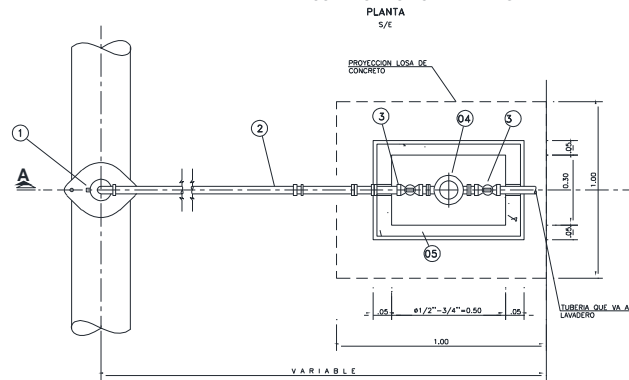 PLANTA
S/E
PROYECCION LOSA DE
CONCRETO
1
2
3
04
3
A
.05
0.30
1.00
.05
05
TUBERIA QUE VA A
LAVADERO
.05
ø1/2"-3/4"=0.50
.05
1.00
VARIABLE